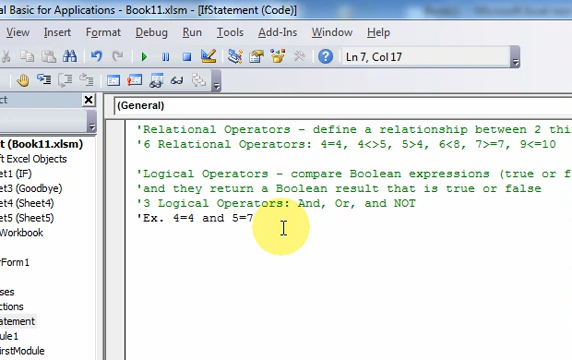 al Basic for Applications - Book11.xlsm - [IfStatement (Code)]
View Insert Format Debug Run Tools Add-Ins Window Help
Ln 7, Col 17
(General)
t (Book11.xlsm)
ft Excel Objects
et1 (IF)
et3 (Goodbye)
et4 (Sheet4)
et5 (Sheet5)
Workbook
rForm1
ses
ctions
tatement
ule1
irstModule
'Relational Operators - define a relationship between 2 thi
'6 Relational Operators: 4=4, 4<>5, 5>4, 6<8, 7>=7, 9<=10
'Logical Operators - compare Boolean expressions (true or f
'and they return a Boolean result that is true or false
'3 Logical Operators: And, Or, and NOT
'Ex. 4=4 and 5=7